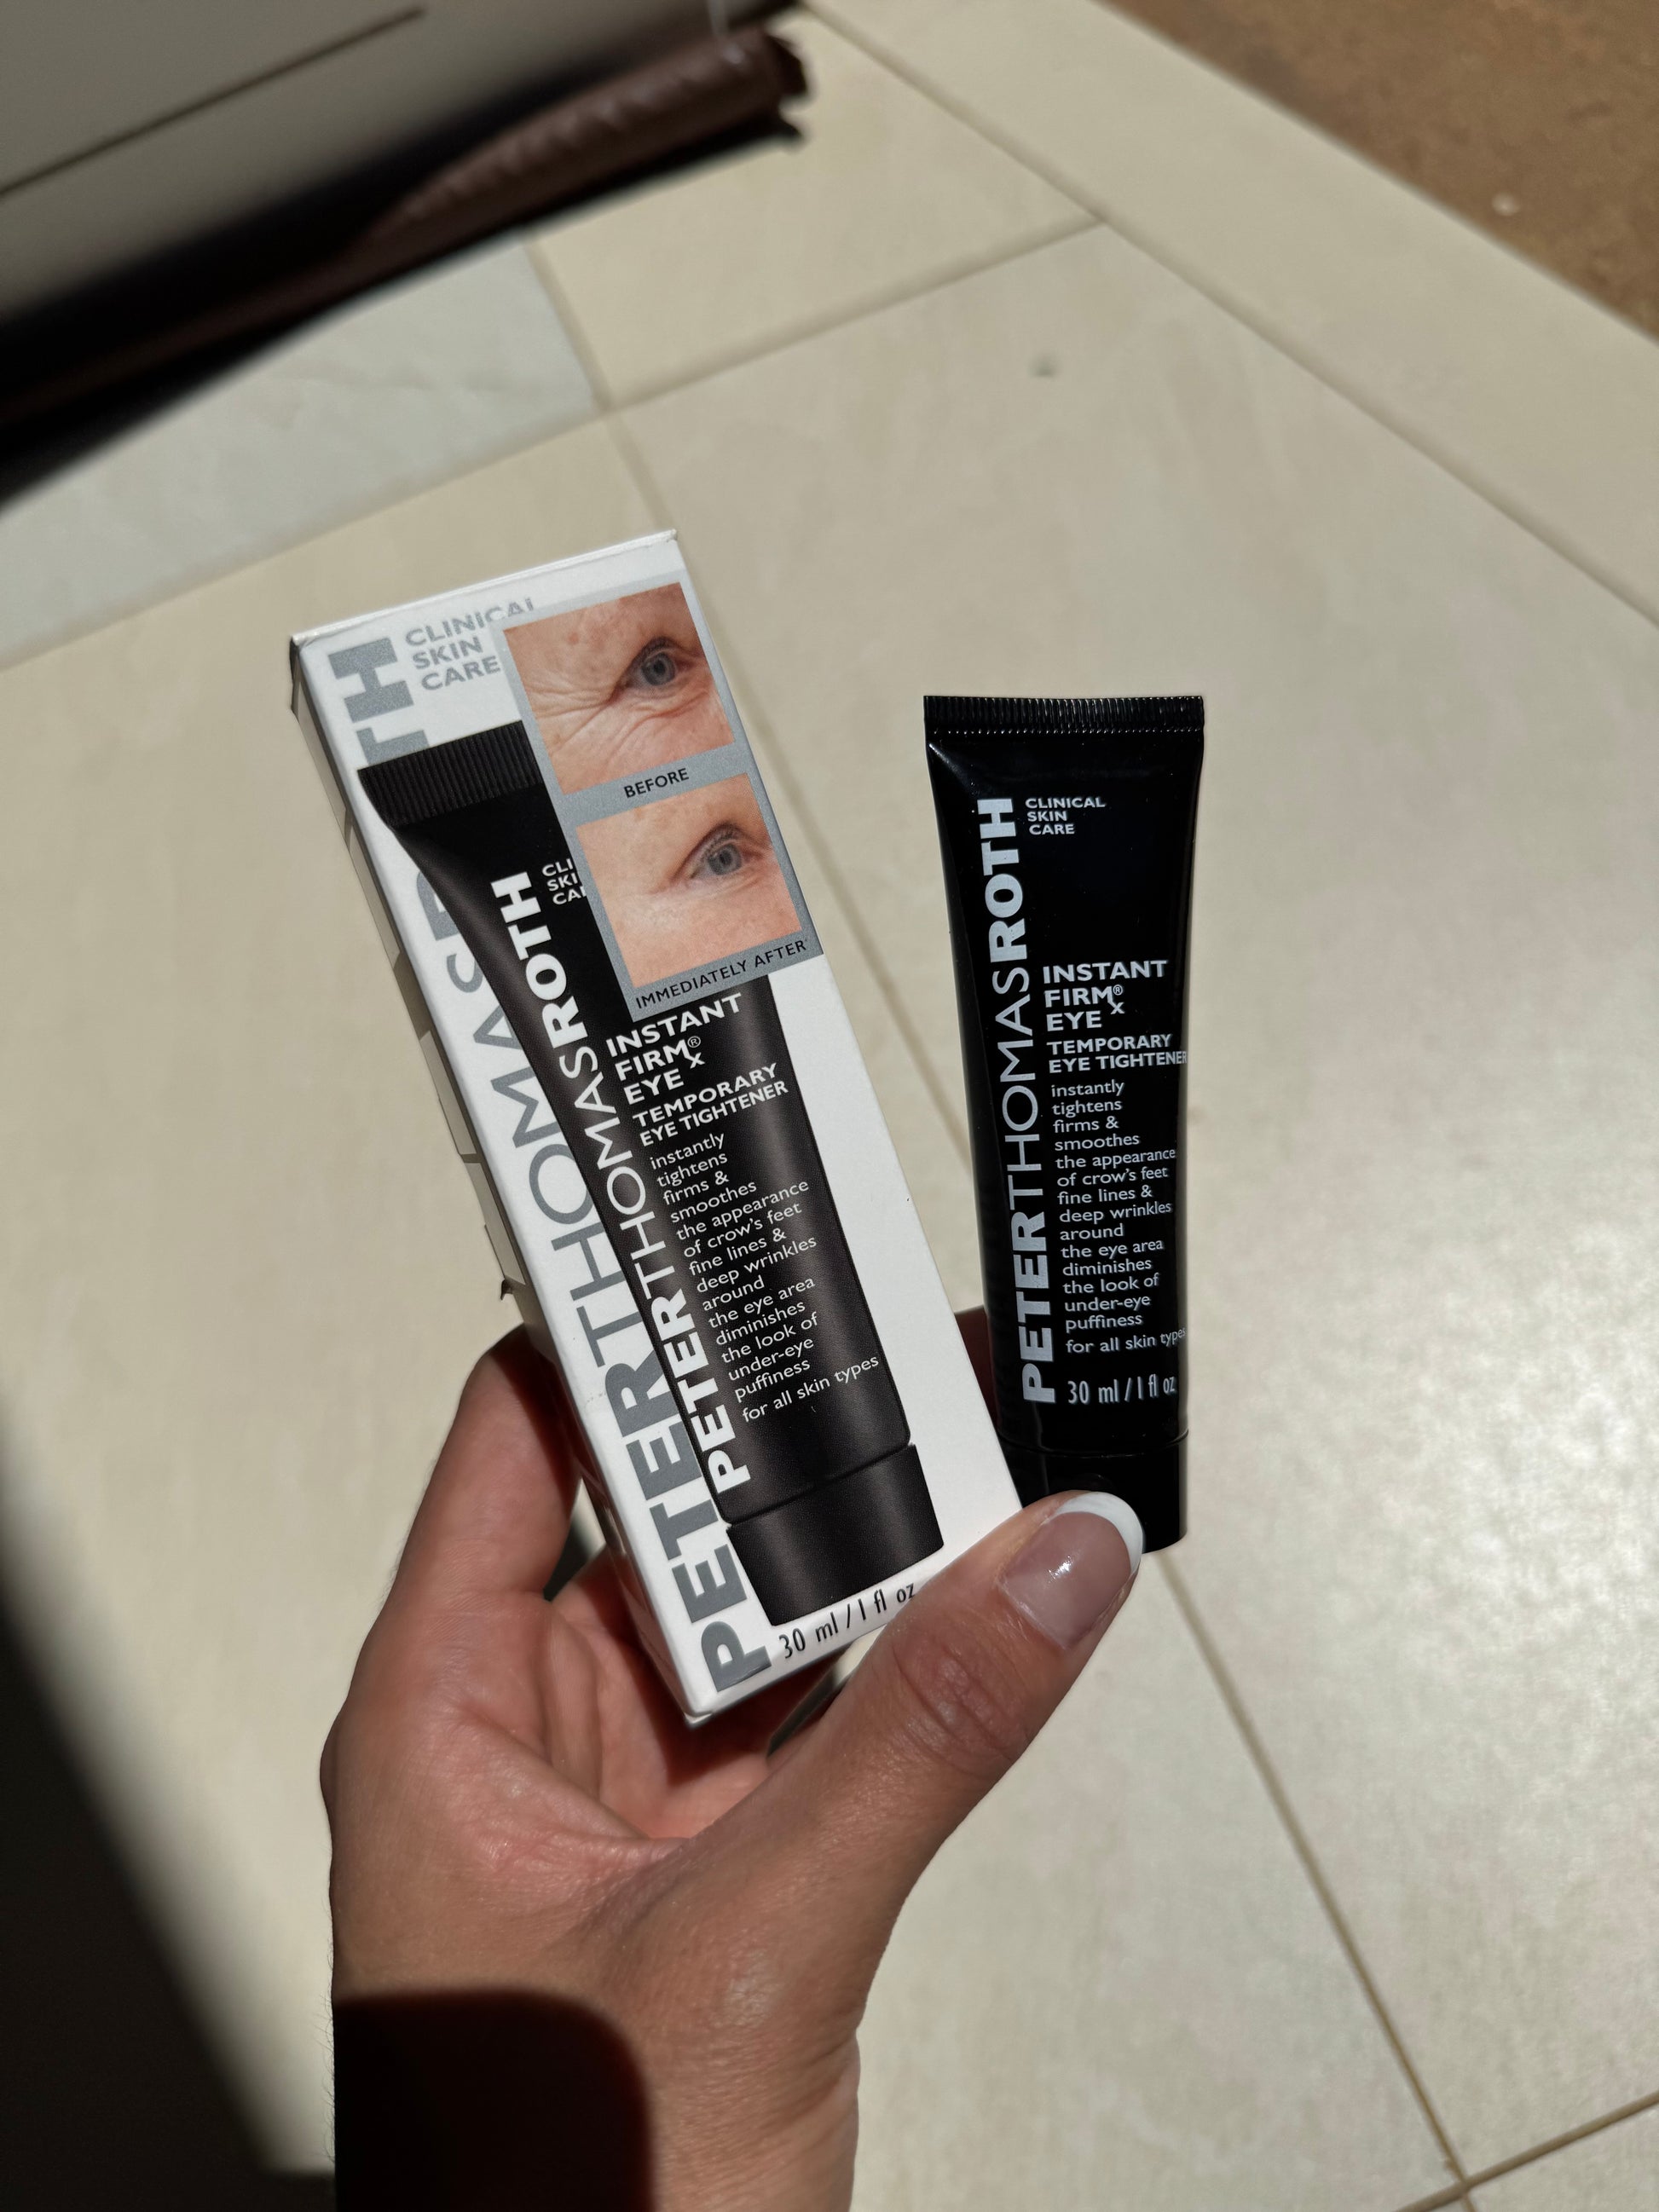 PETERTHOMASROTH
CLINICAL
SKIN
CARE
BEFORE
IMMEDIATELY AFTER
PETERTHOMASROTH
INSTANT
FIRMx®
EYE
TEMPORARY
EYE TIGHTENER
instantly
tightens
firms &
smoothes
the appearance
of crow's feet
fine lines &
deep wrinkles
around
the eye area
diminishes
the look of
under-eye
puffiness
for all skin types
30 ml / 1 fl oz
PETERTHOMASROTH
CLINICAL
SKIN
CARE
INSTANT
FIRMx®
EYE
TEMPORARY
EYE TIGHTENER
instantly
tightens
firms &
smoothes
the appearance
of crow's feet
fine lines &
deep wrinkles
around
the eye area
diminishes
the look of
under-eye
puffiness
for all skin types
30 ml / 1 fl oz